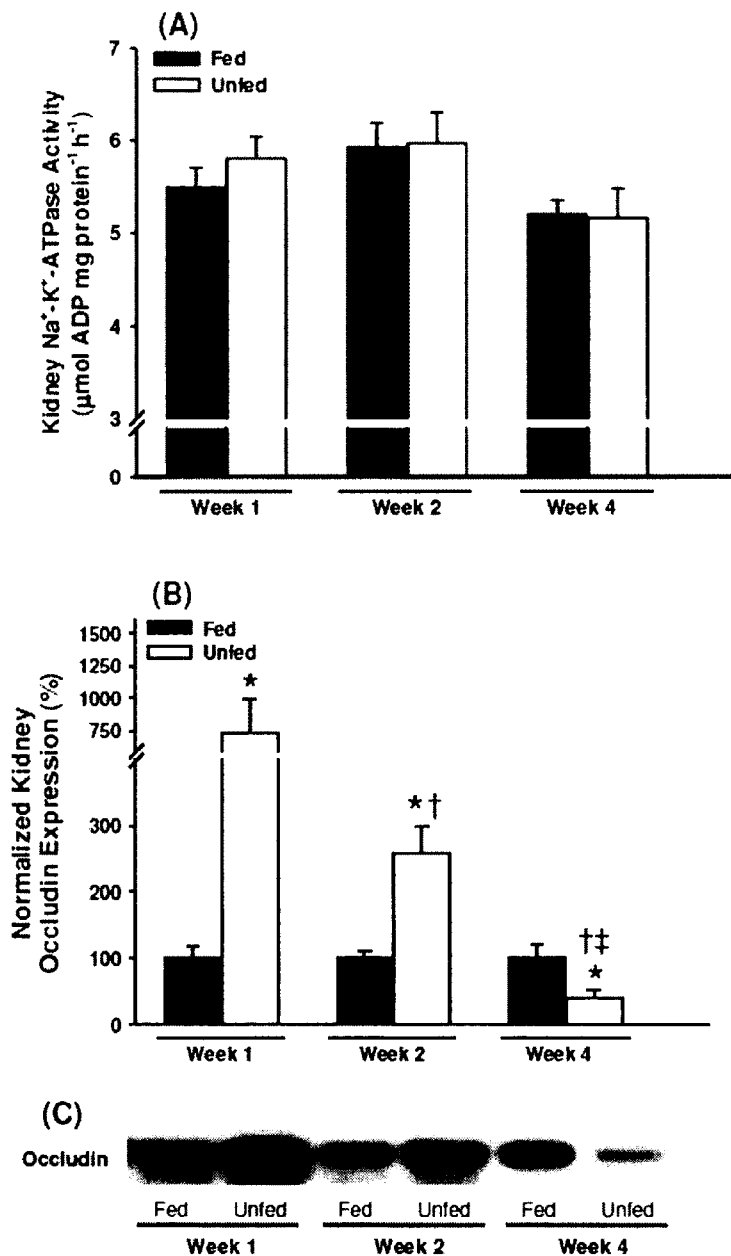 (A)
Fed
Unfed
Kidney Na⁺-K⁺-ATPase Activity
(µmol ADP mg protein⁻¹ h⁻¹)
7
6
5
4
3
0
Week 1
Week 2
Week 4
(B)
Fed
Unfed
Normalized Kidney
Occludin Expression (%)
1500
1250
1000
750
300
200
100
0
*
* †
†‡
*
Week 1
Week 2
Week 4
(C)
Occludin
Fed Unfed Fed Unfed Fed Unfed
Week 1 Week 2 Week 4